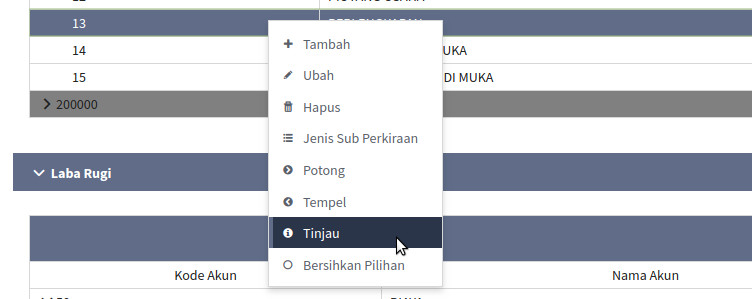 13
Tambah
14 UKA
Ubah
15 DI MUKA
200000
Hapus
Jenis Sub Perkiraan
Potong
Laba Rugi
Tempel
Tinjau
Bersihkan Pilihan
Kode Akun Nama Akun